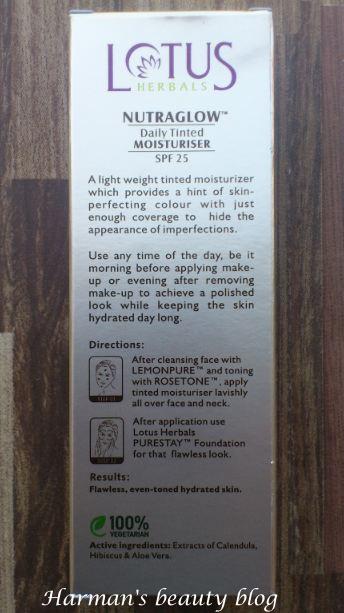 LOTUS
HERBALS
NUTRAGLOW™
Daily Tinted
MOISTURISER
SPF 25
A light weight tinted moisturizer
which provides a hint of skin-
perfecting colour with just
enough coverage to hide the
appearance of imperfections.
Use any time of the day, be it
morning before applying make-
up or evening after removing
make-up to achieve a polished
look while keeping the skin
hydrated day long.
Directions:
After cleansing face with
LEMONPURE™ and toning
with ROSETONE™, apply
tinted moisturiser lavishly
all over face and neck.
After application use
Lotus Herbals
PURESTAY™ Foundation
for that flawless look.
Results:
Flawless, even-toned hydrated skin.
100%
VEGETARIAN
Active ingredients: Extracts of Calendula,
Hibiscus & Aloe Vera.
Harman's beauty blog